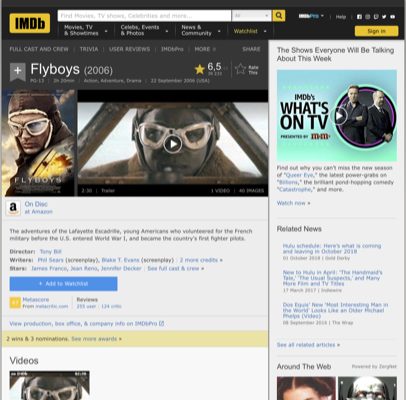 IMDb
Find Movies, TV shows, Celebrities and more...
All
IMDbPro
Help
Movies, TV & Showtimes
Celebs, Events & Photos
News & Community
Watchlist
Sign in
FULL CAST AND CREW | TRIVIA | USER REVIEWS | IMDbPro | MORE
SHARE
Flyboys (2006)
6,5
Rate This
PG-13 | 2h 20min | Action, Adventure, Drama | 22 September 2006 (USA)
FLYBOYS
2:30 | Trailer
1 VIDEO | 40 IMAGES
On Disc
at Amazon
The adventures of the Lafayette Escadrille, young Americans who volunteered for the French
military before the U.S. entered World War I, and became the country's first fighter pilots.
Director: Tony Bill
Writers: Phil Sears (screenplay), Blake T. Evans (screenplay) | 2 more credits »
Stars: James Franco, Jean Reno, Jennifer Decker | See full cast & crew »
+ Add to Watchlist
Metascore
From metacritic.com
Reviews
255 user | 124 critic
View production, box office, & company info on IMDbPro
2 wins & 3 nominations. See more awards »
Videos
The Shows Everyone Will Be Talking
About This Week
IMDb's
WHAT'S
ON TV
PRESENTED BY m&m's
Find out why you can't miss the new season
of "Queer Eye," the latest power-grabs on
"Billions," the brilliant pond-hopping comedy
"Catastrophe," and more.
Watch now »
Related News
Hulu schedule: Here's what is coming
and leaving in October 2018
01 October 2018 | Gold Derby
New to Hulu in April: 'The Handmaid's
Tale,' 'The Usual Suspects,' and Many
More Film and TV Titles
17 March 2017 | Indiewire
Dos Equis' New 'Most Interesting Man in
the World' Looks Like an Older Michael
Phelps (Video)
08 September 2016 | The Wrap
See all related articles »
Around The Web
Powered by ZergNet